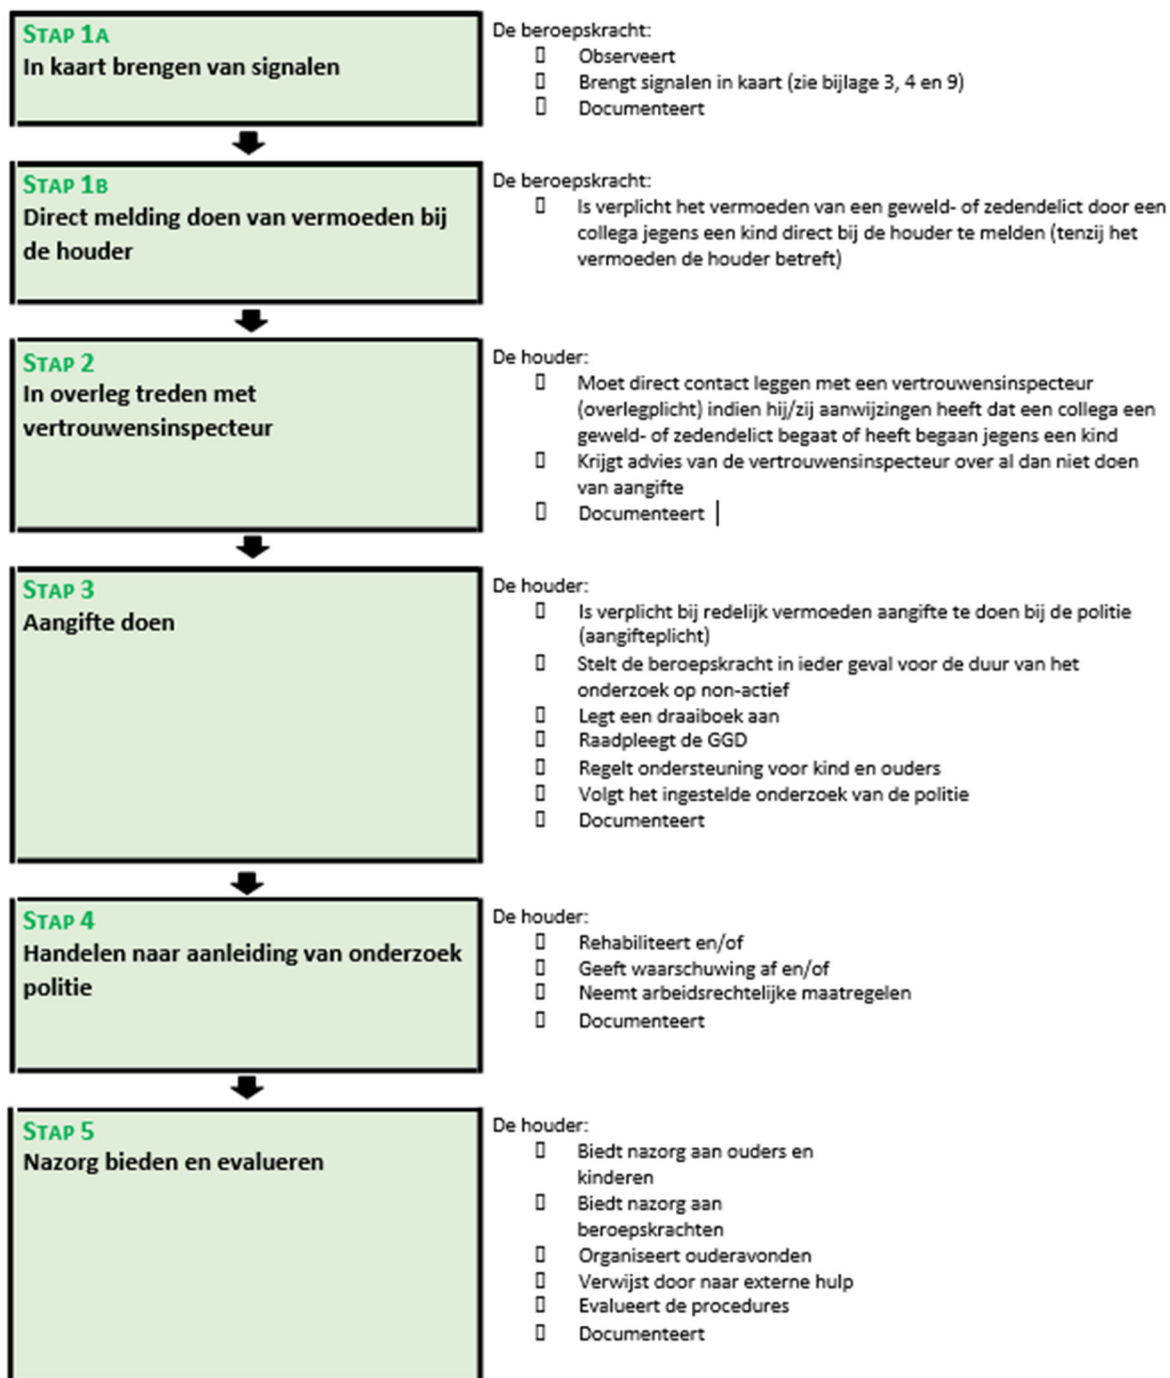 STAP 1A
In kaart brengen van signalen
De beroepskracht:
Observeert
Brengt signalen in kaart (zie bijlage 3, 4 en 9)
Documenteert
STAP 1B
Direct melding doen van vermoeden bij
de houder
De beroepskracht:
Is verplicht het vermoeden van een geweld- of zedendelict door een
collega jegens een kind direct bij de houder te melden (tenzij het
vermoeden de houder betreft)
STAP 2
In overleg treden met
vertrouwensinspecteur
De houder:
Moet direct contact leggen met een vertrouwensinspecteur
(overlegplicht) indien hij/zij aanwijzingen heeft dat een collega een
geweld- of zedendelict begaat of heeft begaan jegens een kind
Krijgt advies van de vertrouwensinspecteur over al dan niet doen
van aangifte
Documenteert
STAP 3
Aangifte doen
De houder:
Is verplicht bij redelijk vermoeden aangifte te doen bij de politie
(aangifteplicht)
Stelt de beroepskracht in ieder geval voor de duur van het
onderzoek op non-actief
Legt een draaiboek aan
Raadpleegt de GGD
Regelt ondersteuning voor kind en ouders
Volgt het ingestelde onderzoek van de politie
Documenteert
STAP 4
Handelen naar aanleiding van onderzoek
politie
De houder:
Rehabiliteert en/of
Geeft waarschuwing af en/of
Neemt arbeidsrechtelijke maatregelen
Documenteert
STAP 5
Nazorg bieden en evalueren
De houder:
Biedt nazorg aan ouders en
kinderen
Biedt nazorg aan
beroepskrachten
Organiseert ouderavonden
Verwijst door naar externe hulp
Evalueert de procedures
Documenteert